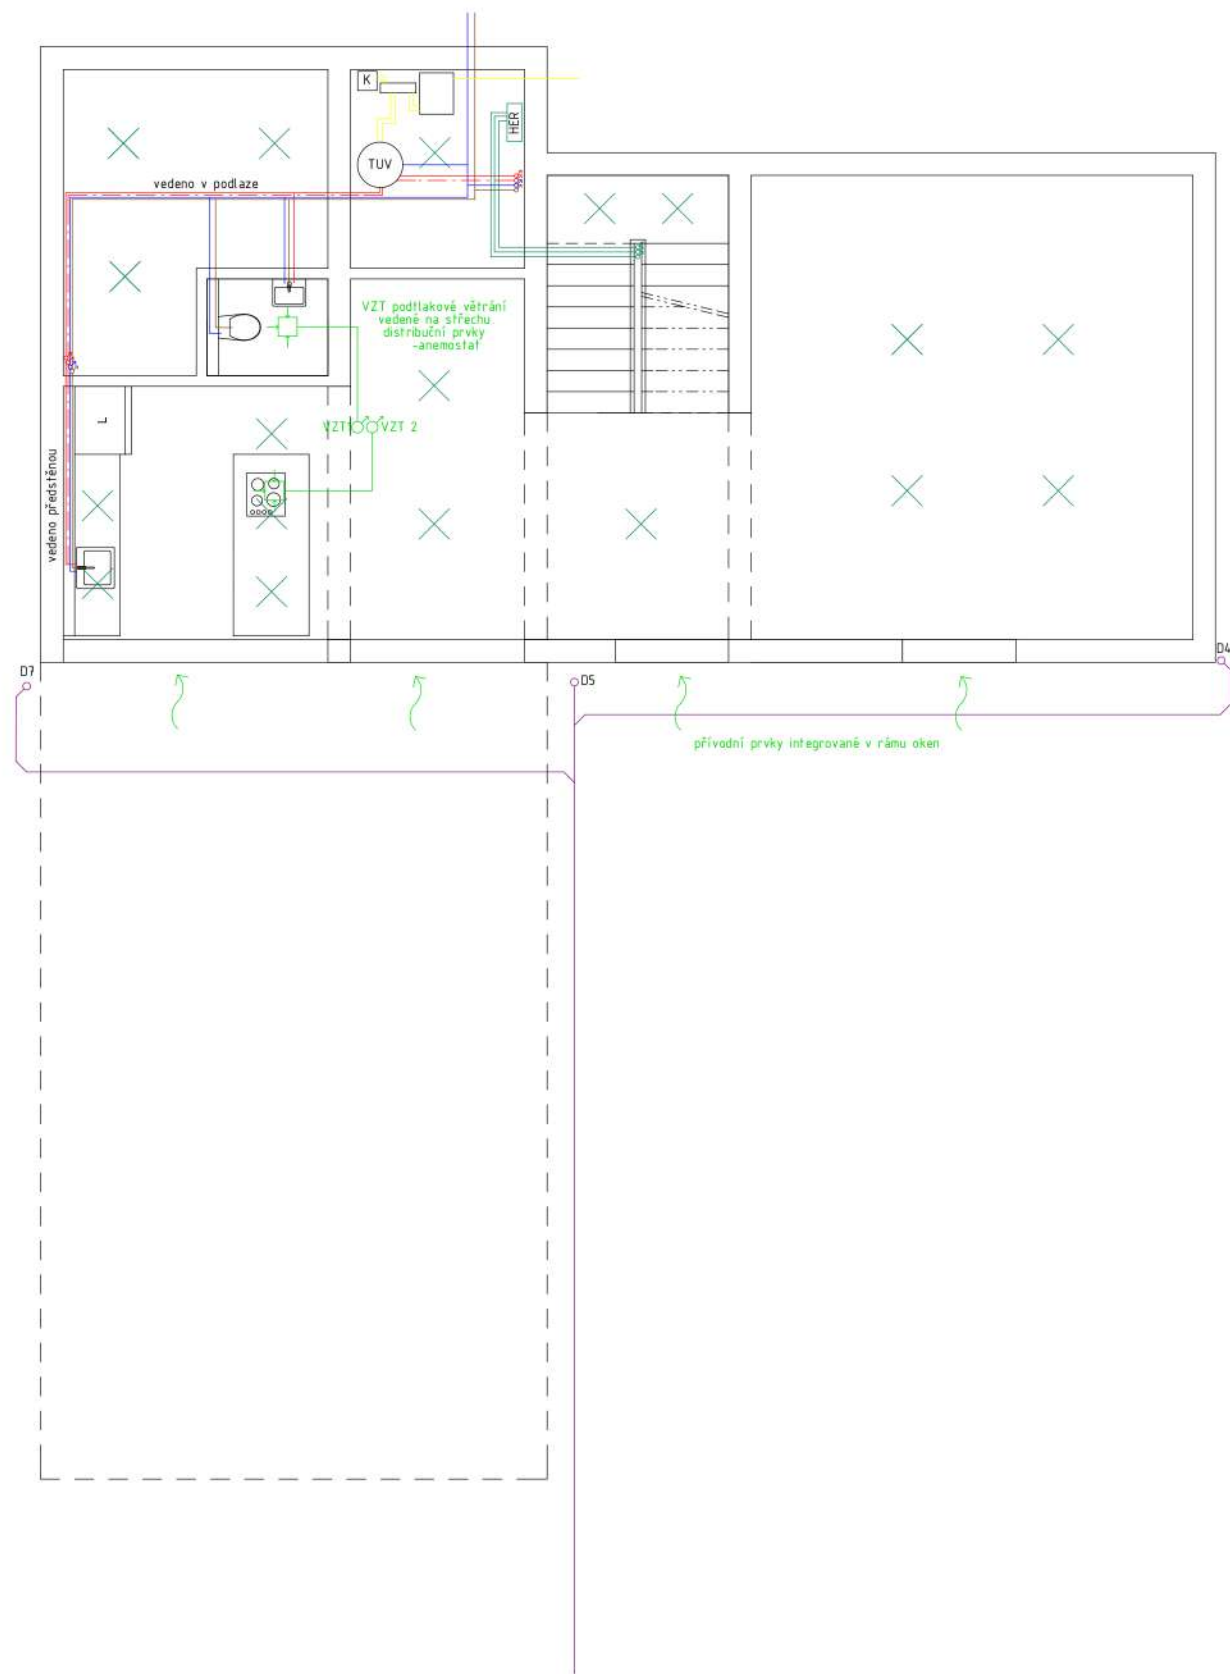 K
HER
TUV
vedeno v podlaze
VZT podtlakové větrání
vedené na střechu
distribuční prvky
-anemostat
L
VZT1
VZT 2
vedeno předstěnou
D7
D5
D4
přívodní prvky integrované v rámu oken